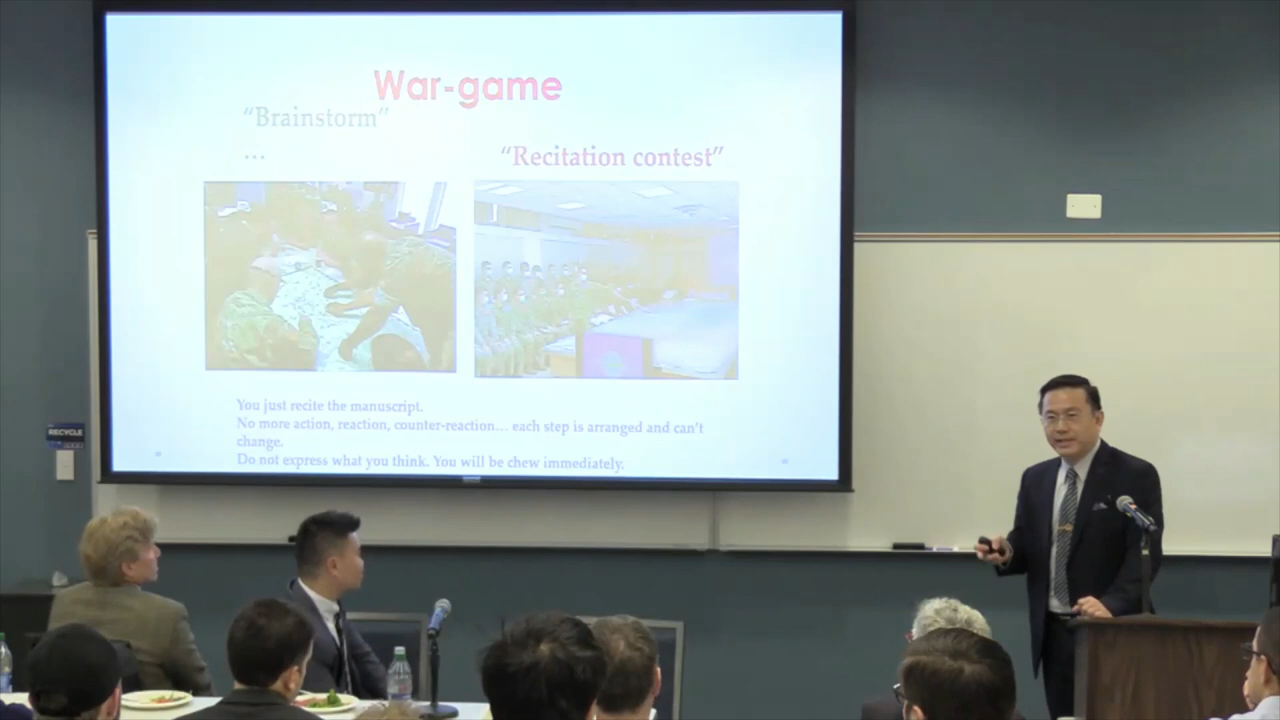 War-game
“Brainstorm”
…
“Recitation contest”
You just recite the manuscript.
No more action, reaction, counter-reaction… each step is arranged and can’t
change.
Do not express what you think. You will be chew immediately.
RECYCLE